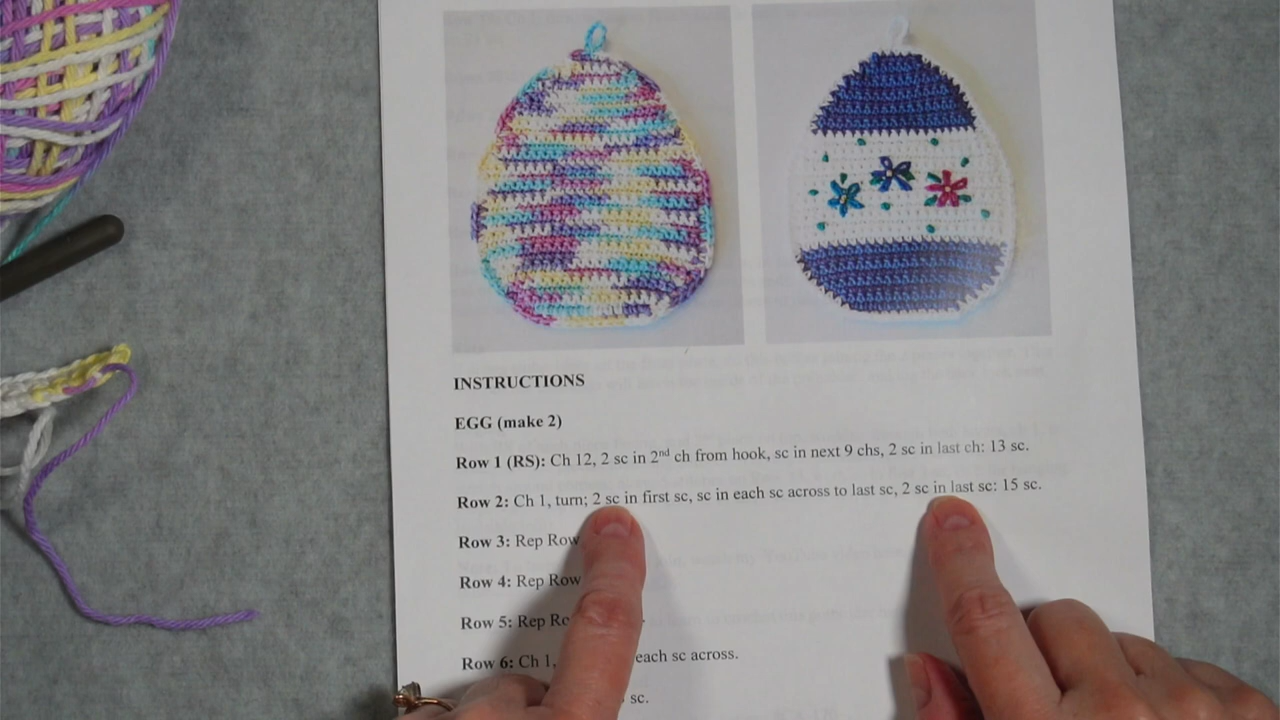 INSTRUCTIONS
EGG (make 2)
Row 1 (RS): Ch 12, 2 sc in 2nd ch from hook, sc in next 9 chs, 2 sc in last ch: 13 sc.
Row 2: Ch 1, turn; 2 sc in first sc, sc in each sc across to last sc, 2 sc in last sc: 15 sc.
Row 3: Rep Row
Row 4: Rep Row
Row 5: Rep
Row 6: Ch 1, each sc across.
sc.